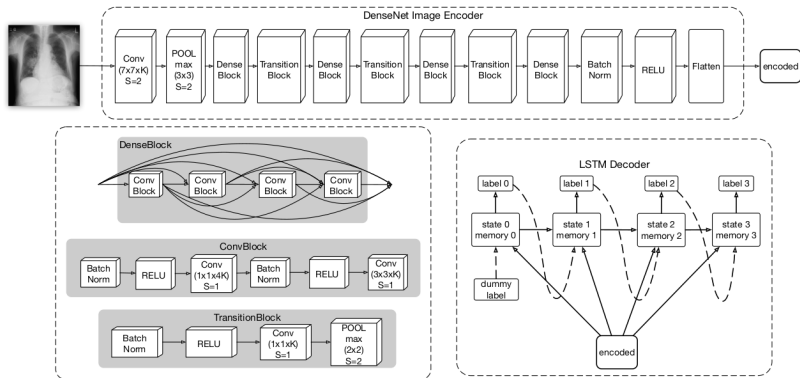 DenseNet Image Encoder
Conv
(7x7xK)
S=2
POOL
max
(3x3)
S=2
Dense
Block
Transition
Block
Dense
Block
Transition
Block
Dense
Block
Transition
Block
Dense
Block
Batch
Norm
RELU
Flatten
encoded
DenseBlock
Conv
Block
Conv
Block
Conv
Block
Conv
Block
ConvBlock
Batch
Norm
RELU
Conv
(1x1x4K)
S=1
Batch
Norm
RELU
Conv
(3x3xK)
S=1
TransitionBlock
Batch
Norm
RELU
Conv
(1x1xK)
S=1
POOL
max
(2x2)
S=2
LSTM Decoder
label 0
label 1
label 2
label 3
state 0
memory 0
state 1
memory 1
state 2
memory 2
state 3
memory 3
dummy
label
encoded